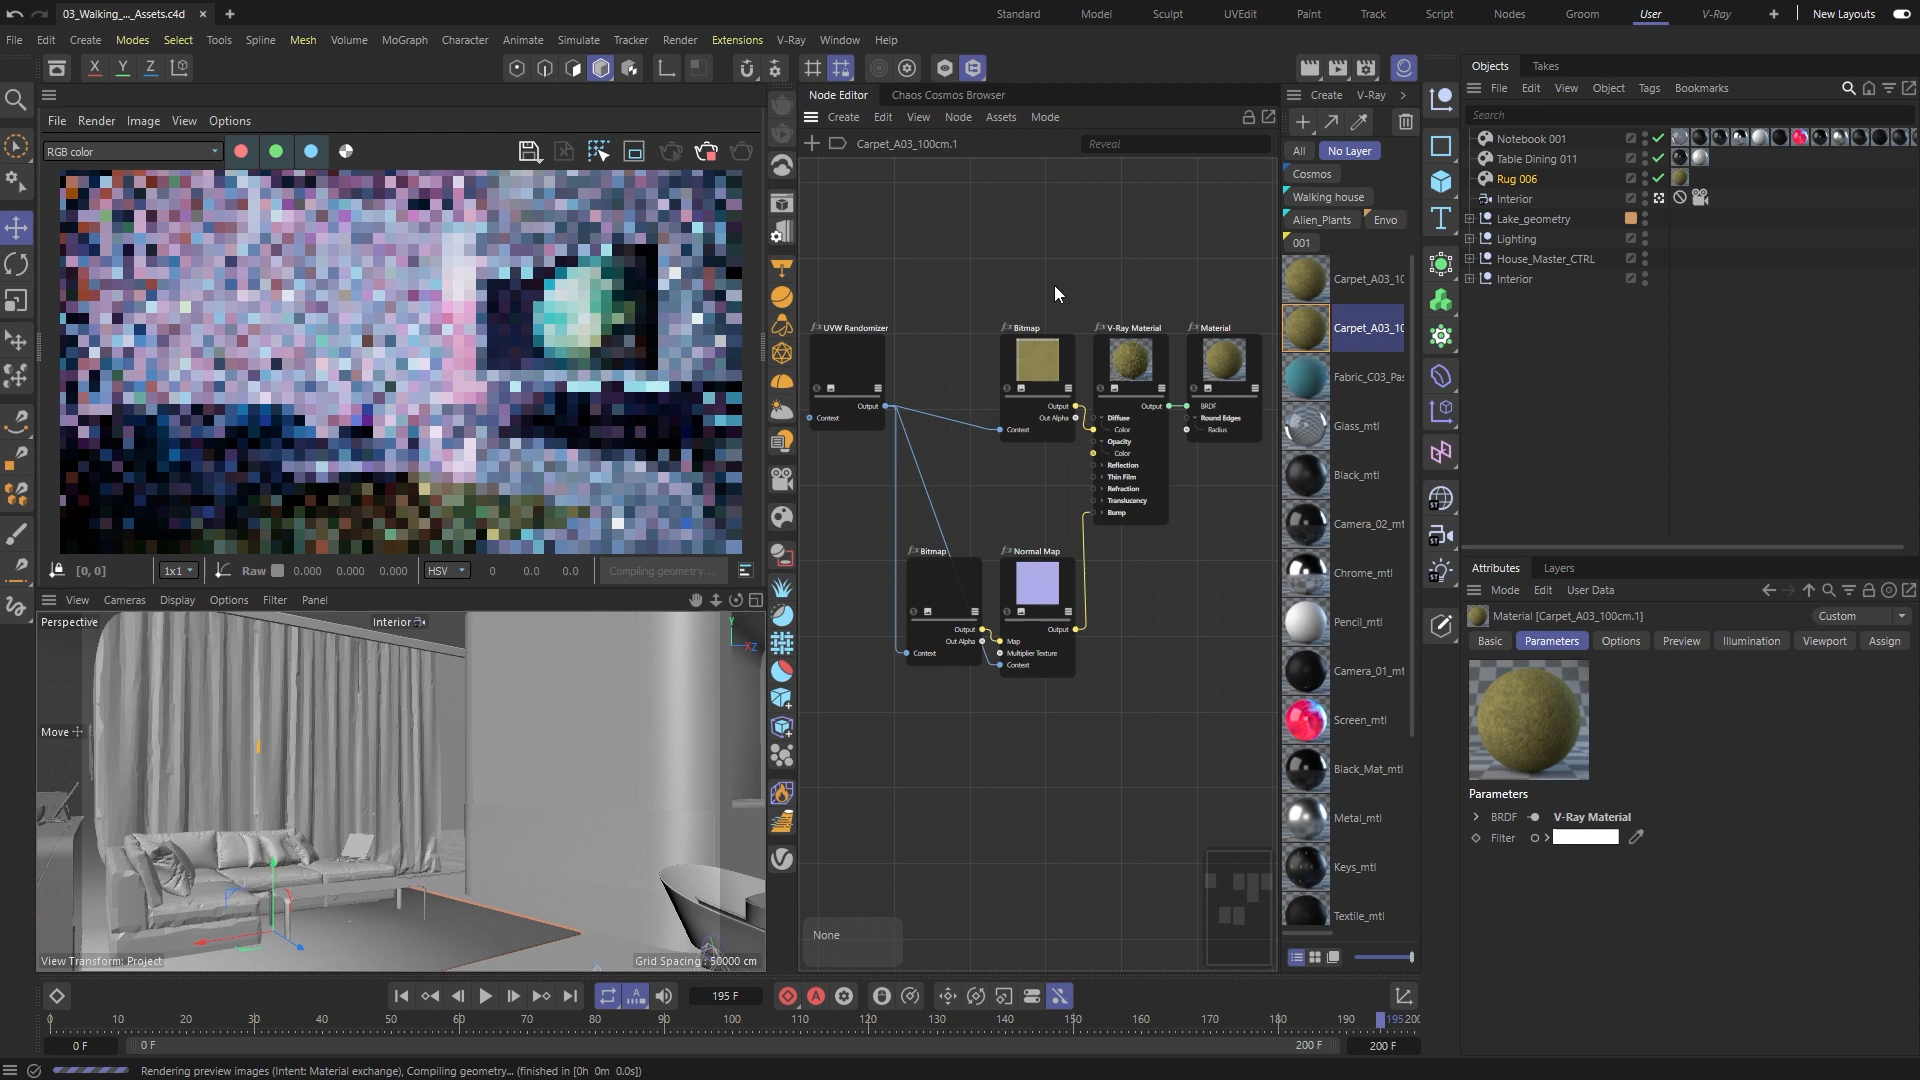 03_Walking_..._Assets.c4d
Standard Model Sculpt UVEdit Paint Track Script Nodes Groom User V-Ray New Layouts
File Edit Create Modes Select Tools Spline Mesh Volume MoGraph Character Animate Simulate Tracker Render Extensions V-Ray Window Help
X Y Z
File Render Image View Options
RGB color
[0, 0] 1x1 Raw 0.000 0.000 0.000 HSV 0 0.0 0.0 Compiling geometry...
View Cameras Display Options Filter Panel
Perspective Interior
Y
XZ
Move
View Transform: Project Grid Spacing : 50000 cm
Node Editor Chaos Cosmos Browser
Create Edit View Node Assets Mode
Carpet_A03_100cm.1 Reveal
UVW Randomizer
Output
Context
Bitmap
Output
Out Alpha
Context
V-Ray Material
Output
Diffuse
Color
Opacity
Color
Reflection
Thin Film
Refraction
Translucency
Bump
Material
BRDF
Round Edges
Radius
Bitmap
Output
Out Alpha
Context
Normal Map
Output
Map
Multiplier Texture
Context
None
Create V-Ray
All No Layer
Cosmos
Walking house
Alien_Plants Envo
001
Carpet_A03_10
Carpet_A03_10
Fabric_C03_Pa
Glass_mtl
Black_mtl
Camera_02_mt
Chrome_mtl
Pencil_mtl
Camera_01_mt
Screen_mtl
Black_Mat_mtl
Metal_mtl
Keys_mtl
Textile_mtl
Objects Takes
File Edit View Object Tags Bookmarks
Search
Notebook 001
Table Dining 011
Rug 006
Interior
Lake_geometry
Lighting
House_Master_CTRL
Interior
Attributes Layers
Mode Edit User Data
Material [Carpet_A03_100cm.1] Custom
Basic Parameters Options Preview Illumination Viewport Assign
Parameters
BRDF V-Ray Material
Filter
195 F
0 10 20 30 40 50 60 70 80 90 100 110 120 130 140 150 160 170 180 190 195 200
0 F 0 F 200 F 200 F
Rendering preview images (Intent: Material exchange), Compiling geometry... (finished in [0h 0m 0.0s])